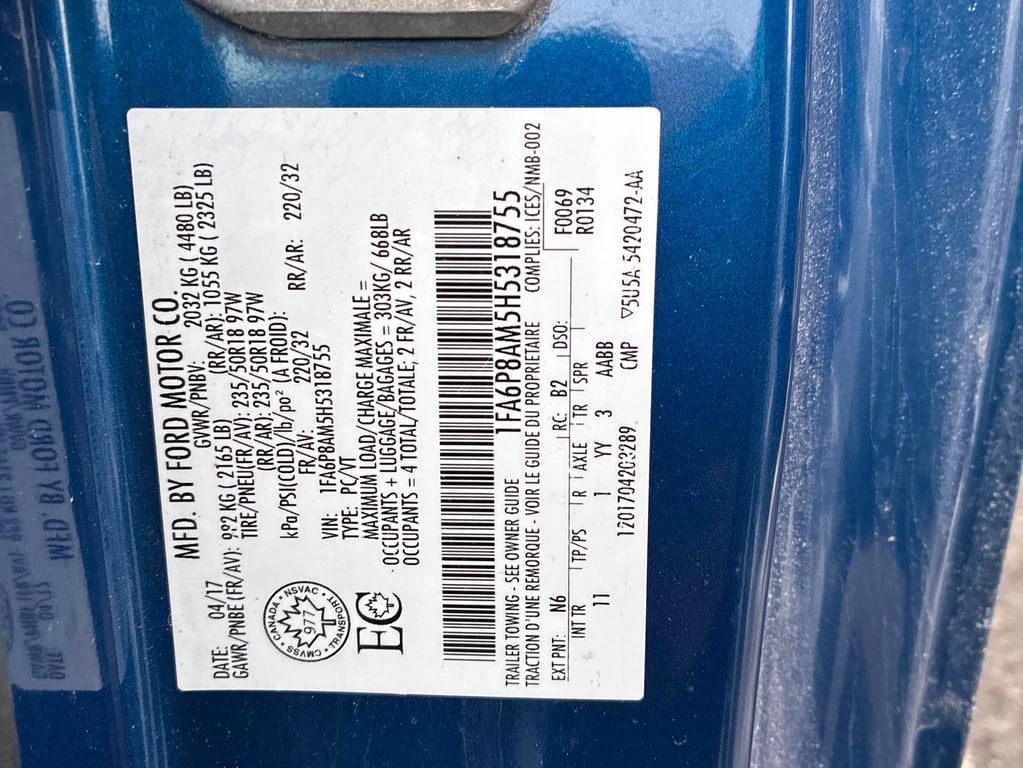 MFD. BY FORD MOTOR CO.
DATE: 04/17 GVWR/PNBV: 2032 KG ( 4480 LB)
GAWR/PNBE(FR/AV): 982 KG ( 2165 LB) (RR/AR): 1055 KG ( 2325 LB)
TIRE/PNEU(FR/AV): 235/50R18 97W
(RR/AR): 235/50R18 97W
kPa/PSI(COLD)/lb/po² (A FROID):
FR/AV: 220/32 RR/AR: 220/32
VIN: 1FA6P8AM5H5318755
TYPE: PC/VT
MAXIMUM LOAD/CHARGE MAXIMALE =
OCCUPANTS + LUGGAGE/BAGAGES = 303KG/ 668LB
OCCUPANTS = 4 TOTAL/TOTALE, 2 FR/AV, 2 RR/AR
CANADA • NSVAC • TRANSPORT • CMVSS
977
EC
1FA6P8AM5H5318755
TRAILER TOWING - SEE OWNER GUIDE
TRACTION D'UNE REMORQUE - VOIR LE GUIDE DU PROPRIETAIRE COMPLIES: ICES/NMB-002
EXT PNT: N6 RC: B2 DSO: F0069
INT TR TP/PS R AXLE TR SPR R0134
11 1 YY 3 AABB
1201704203289 CMP ▽5U5A-5420472-AA